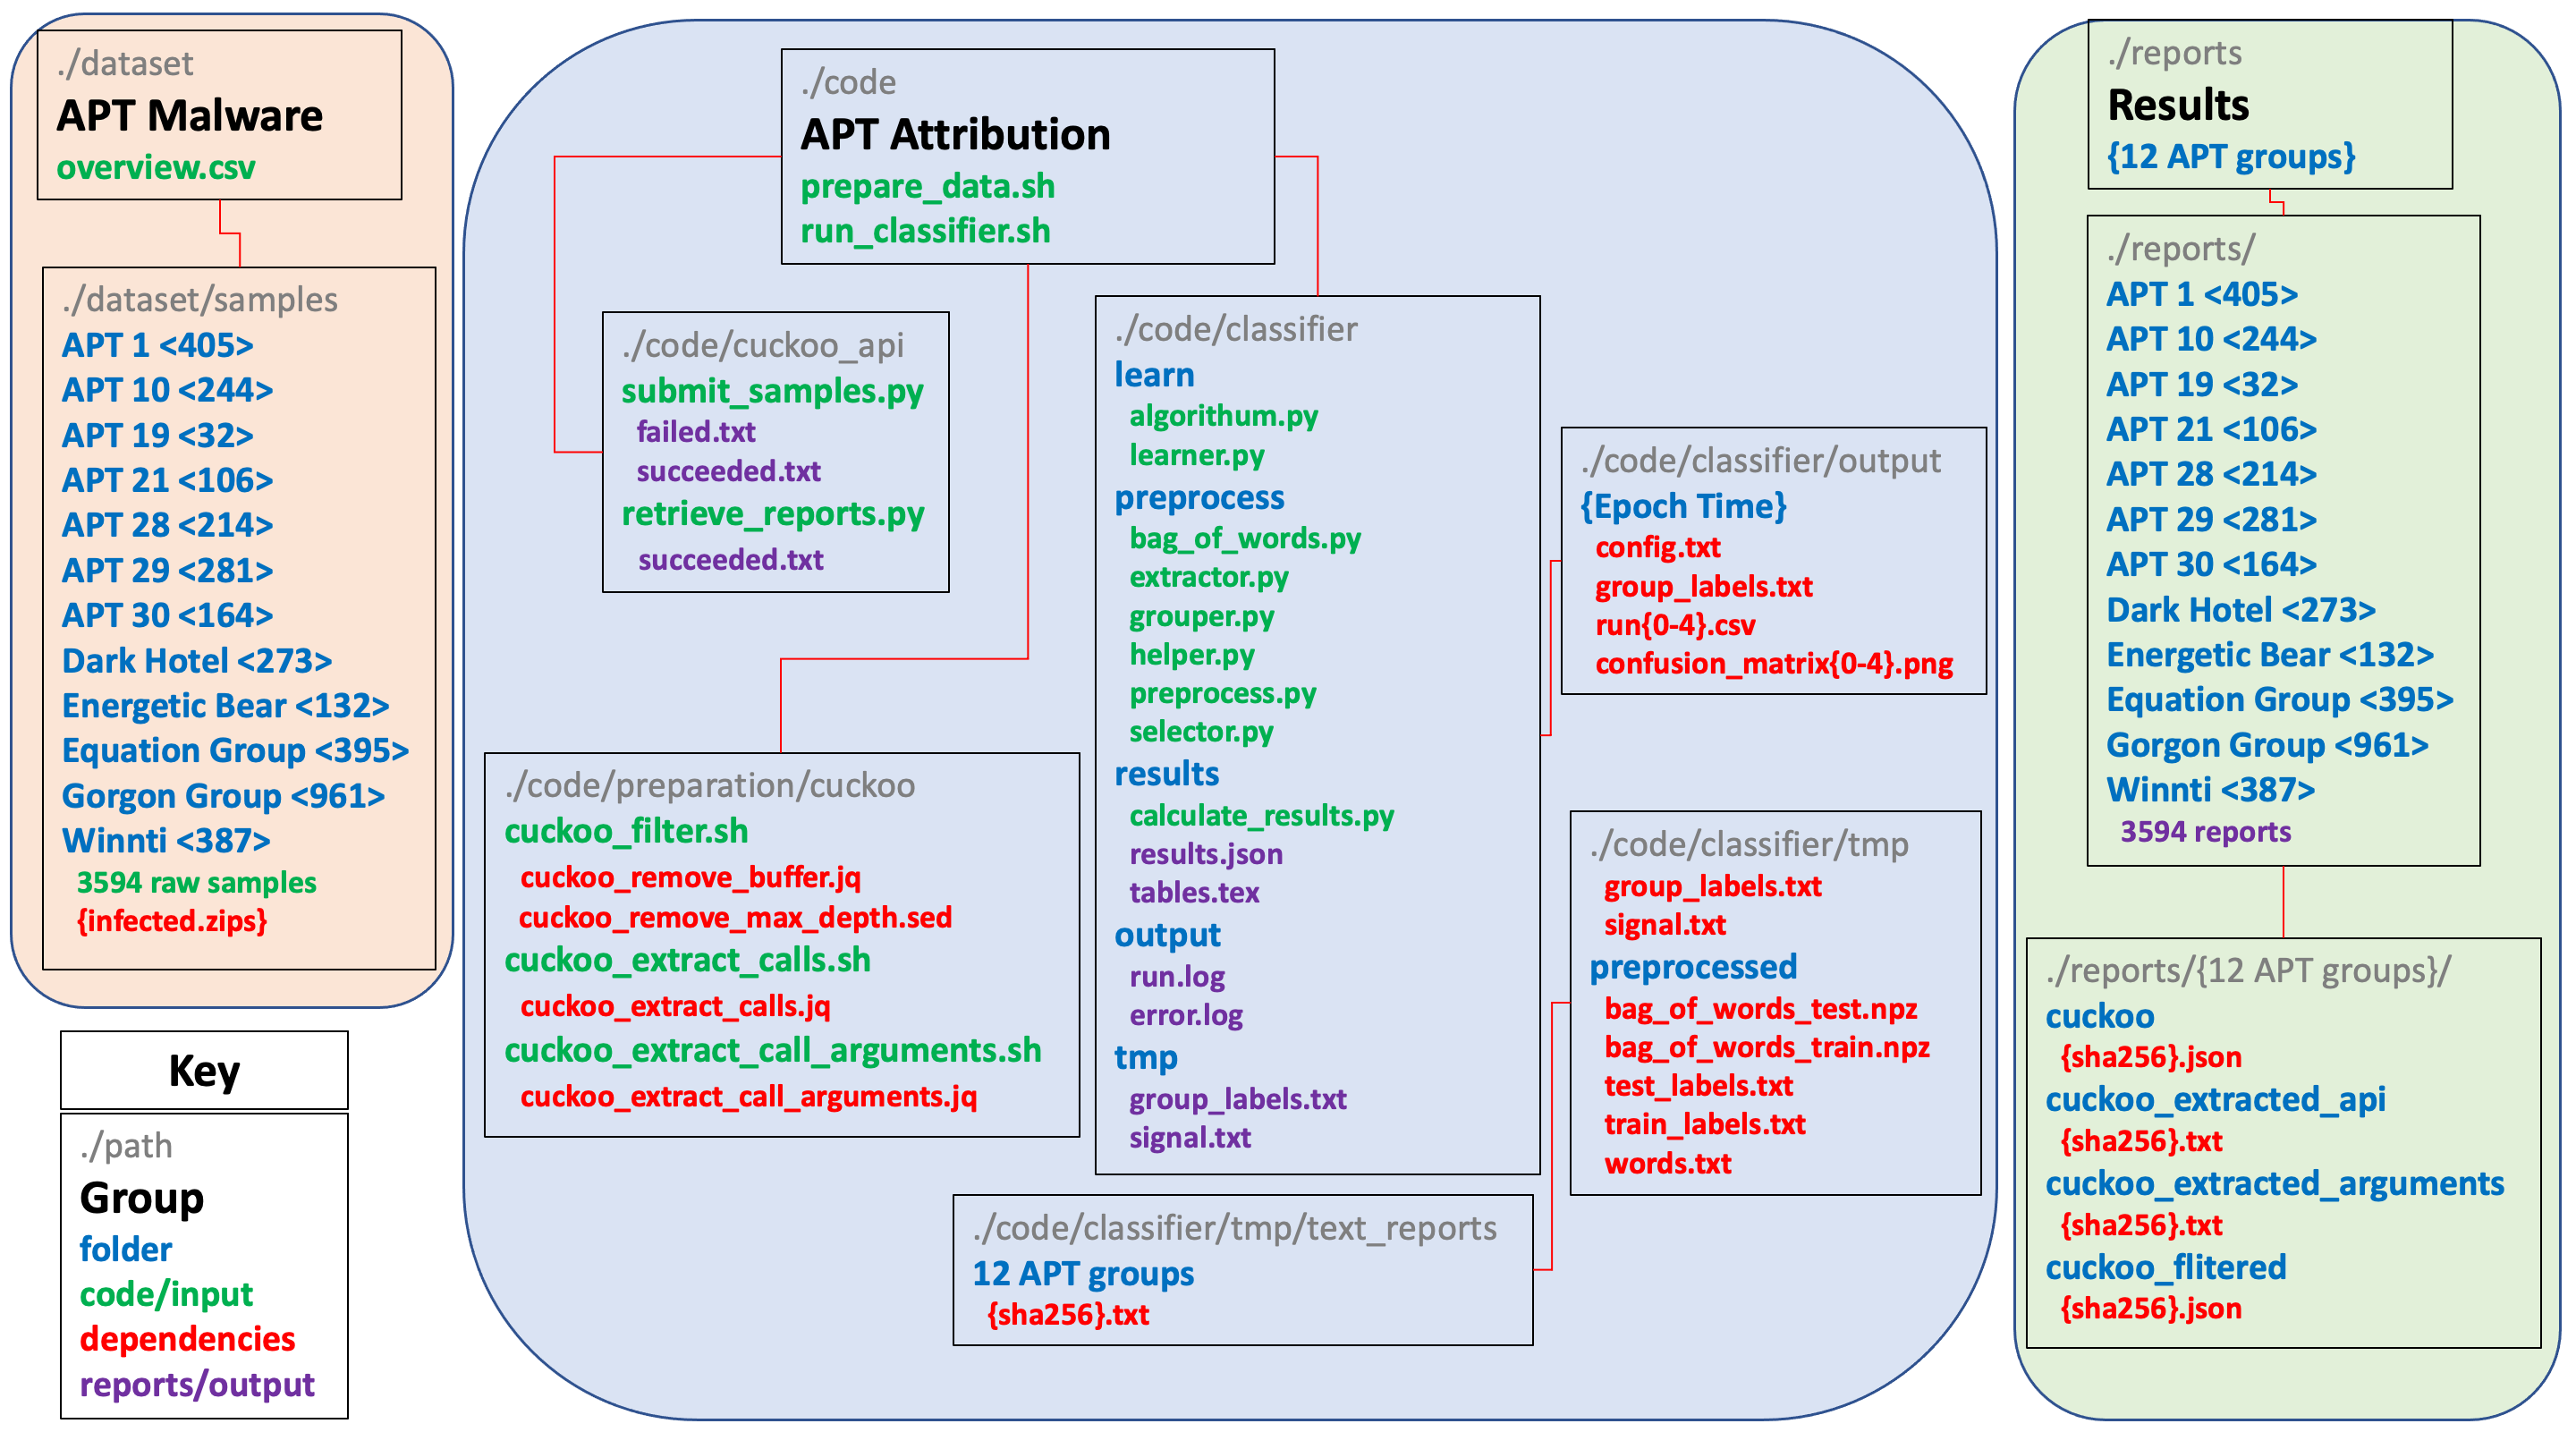 ./dataset
APT Malware
overview.csv
./dataset/samples
APT 1 <405>
APT 10 <244>
APT 19 <32>
APT 21 <106>
APT 28 <214>
APT 29 <281>
APT 30 <164>
Dark Hotel <273>
Energetic Bear <132>
Equation Group <395>
Gorgon Group <961>
Winnti <387>
3594 raw samples
{infected.zips}
Key
./path
Group
folder
code/input
dependencies
reports/output
./code
APT Attribution
prepare_data.sh
run_classifier.sh
./code/cuckoo_api
submit_samples.py
failed.txt
succeeded.txt
retrieve_reports.py
succeeded.txt
./code/preparation/cuckoo
cuckoo_filter.sh
cuckoo_remove_buffer.jq
cuckoo_remove_max_depth.sed
cuckoo_extract_calls.sh
cuckoo_extract_calls.jq
cuckoo_extract_call_arguments.sh
cuckoo_extract_call_arguments.jq
./code/classifier
learn
algorithum.py
learner.py
preprocess
bag_of_words.py
extractor.py
grouper.py
helper.py
preprocess.py
selector.py
results
calculate_results.py
results.json
tables.tex
output
run.log
error.log
tmp
group_labels.txt
signal.txt
./code/classifier/output
{Epoch Time}
config.txt
group_labels.txt
run{0-4}.csv
confusion_matrix{0-4}.png
./code/classifier/tmp
group_labels.txt
signal.txt
preprocessed
bag_of_words_test.npz
bag_of_words_train.npz
test_labels.txt
train_labels.txt
words.txt
./code/classifier/tmp/text_reports
12 APT groups
{sha256}.txt
./reports
Results
{12 APT groups}
./reports/
APT 1 <405>
APT 10 <244>
APT 19 <32>
APT 21 <106>
APT 28 <214>
APT 29 <281>
APT 30 <164>
Dark Hotel <273>
Energetic Bear <132>
Equation Group <395>
Gorgon Group <961>
Winnti <387>
3594 reports
./reports/{12 APT groups}/
cuckoo
{sha256}.json
cuckoo_extracted_api
{sha256}.txt
cuckoo_extracted_arguments
{sha256}.txt
cuckoo_flitered
{sha256}.json